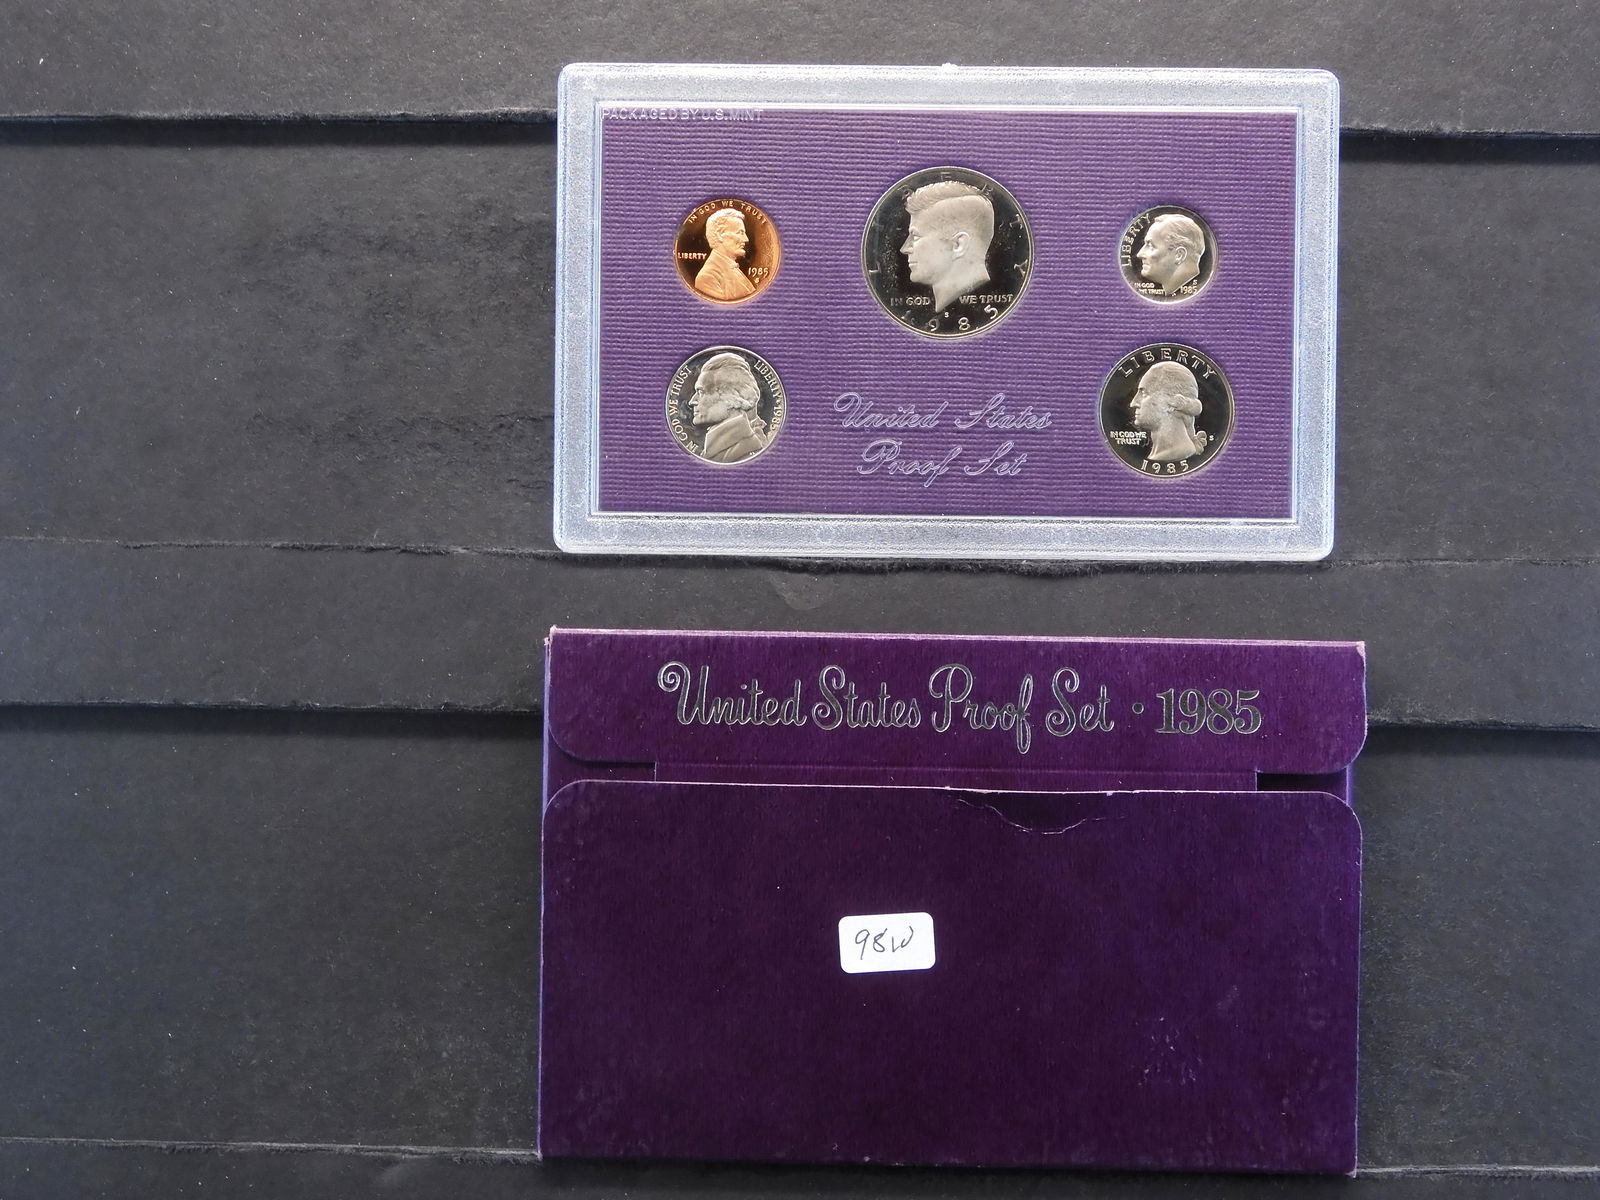 PACKAGED BY U.S. MINT
IN GOD WE TRUST
LIBERTY
1985
S
LIBERTY
IN GOD WE TRUST
S
1985
LIBERTY
IN GOD
WE TRUST
1985
S
IN GOD WE TRUST
LIBERTY ★ 1985
S
LIBERTY
IN GOD WE
TRUST
S
1985
United States
Proof Set
United States Proof Set • 1985